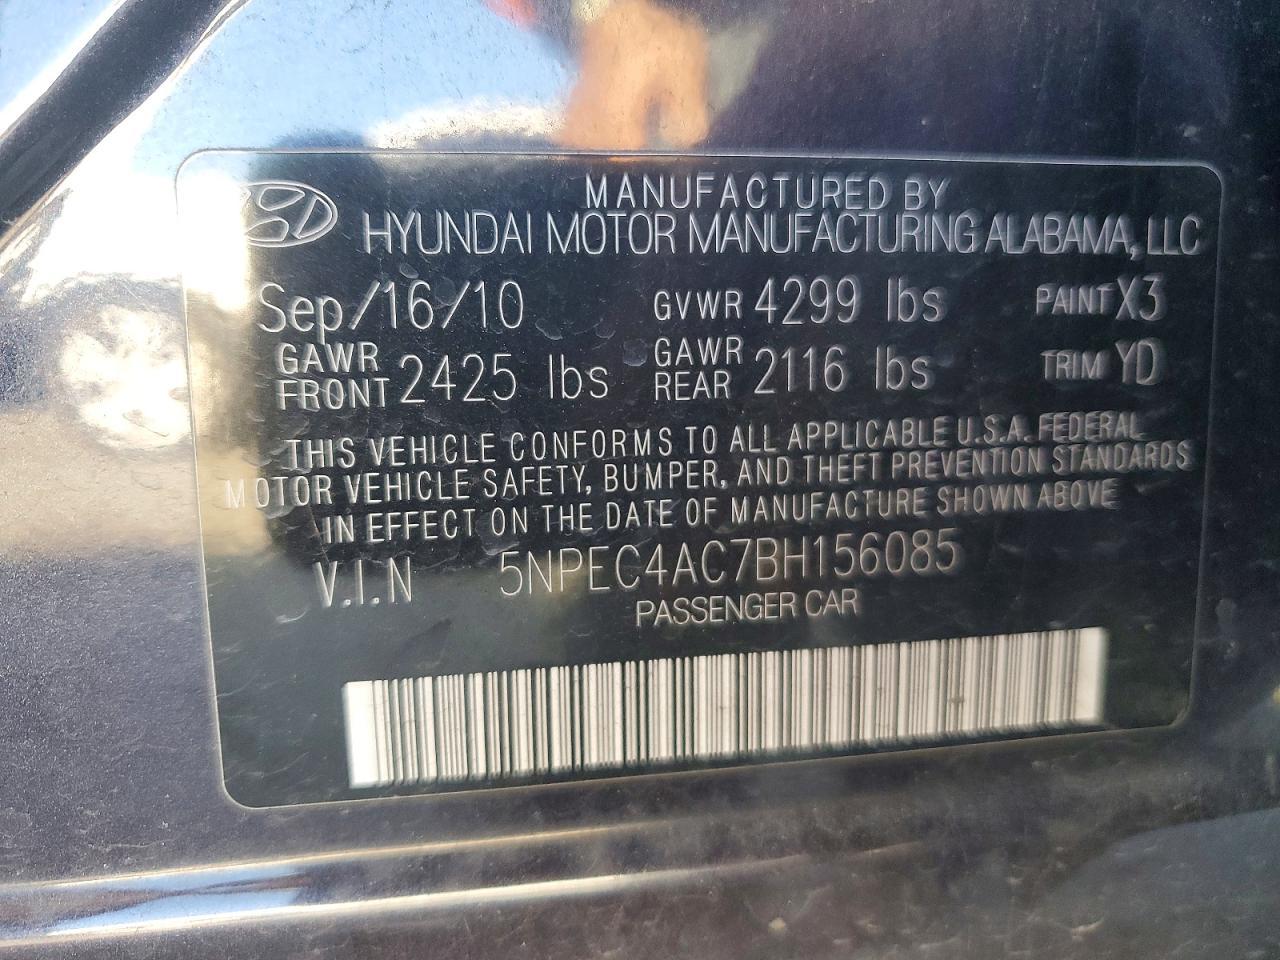 MANUFACTURED BY
HYUNDAI MOTOR MANUFACTURING ALABAMA, LLC
Sep/16/10 GVWR 4299 lbs PAINT X3
GAWR FRONT 2425 lbs GAWR REAR 2116 lbs TRIM YD
THIS VEHICLE CONFORMS TO ALL APPLICABLE U.S.A. FEDERAL
MOTOR VEHICLE SAFETY, BUMPER, AND THEFT PREVENTION STANDARDS
IN EFFECT ON THE DATE OF MANUFACTURE SHOWN ABOVE
V.I.N 5NPEC4AC7BH156085
PASSENGER CAR